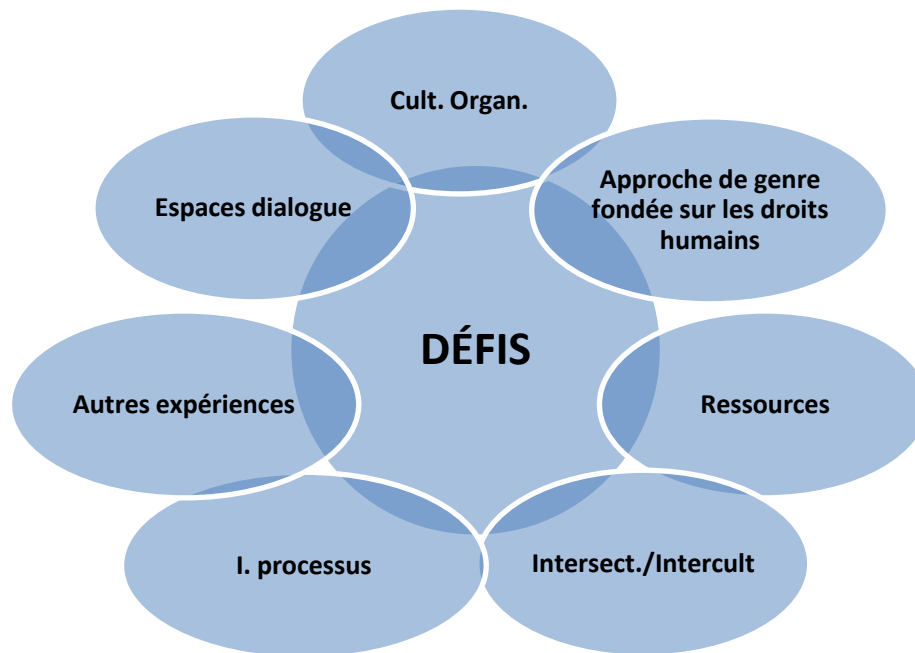 Cult. Organ.
Approche de genre
fondée sur les droits
humains
Espaces dialogue
DÉFIS
Autres expériences
Ressources
I. processus
Intersect./Intercult